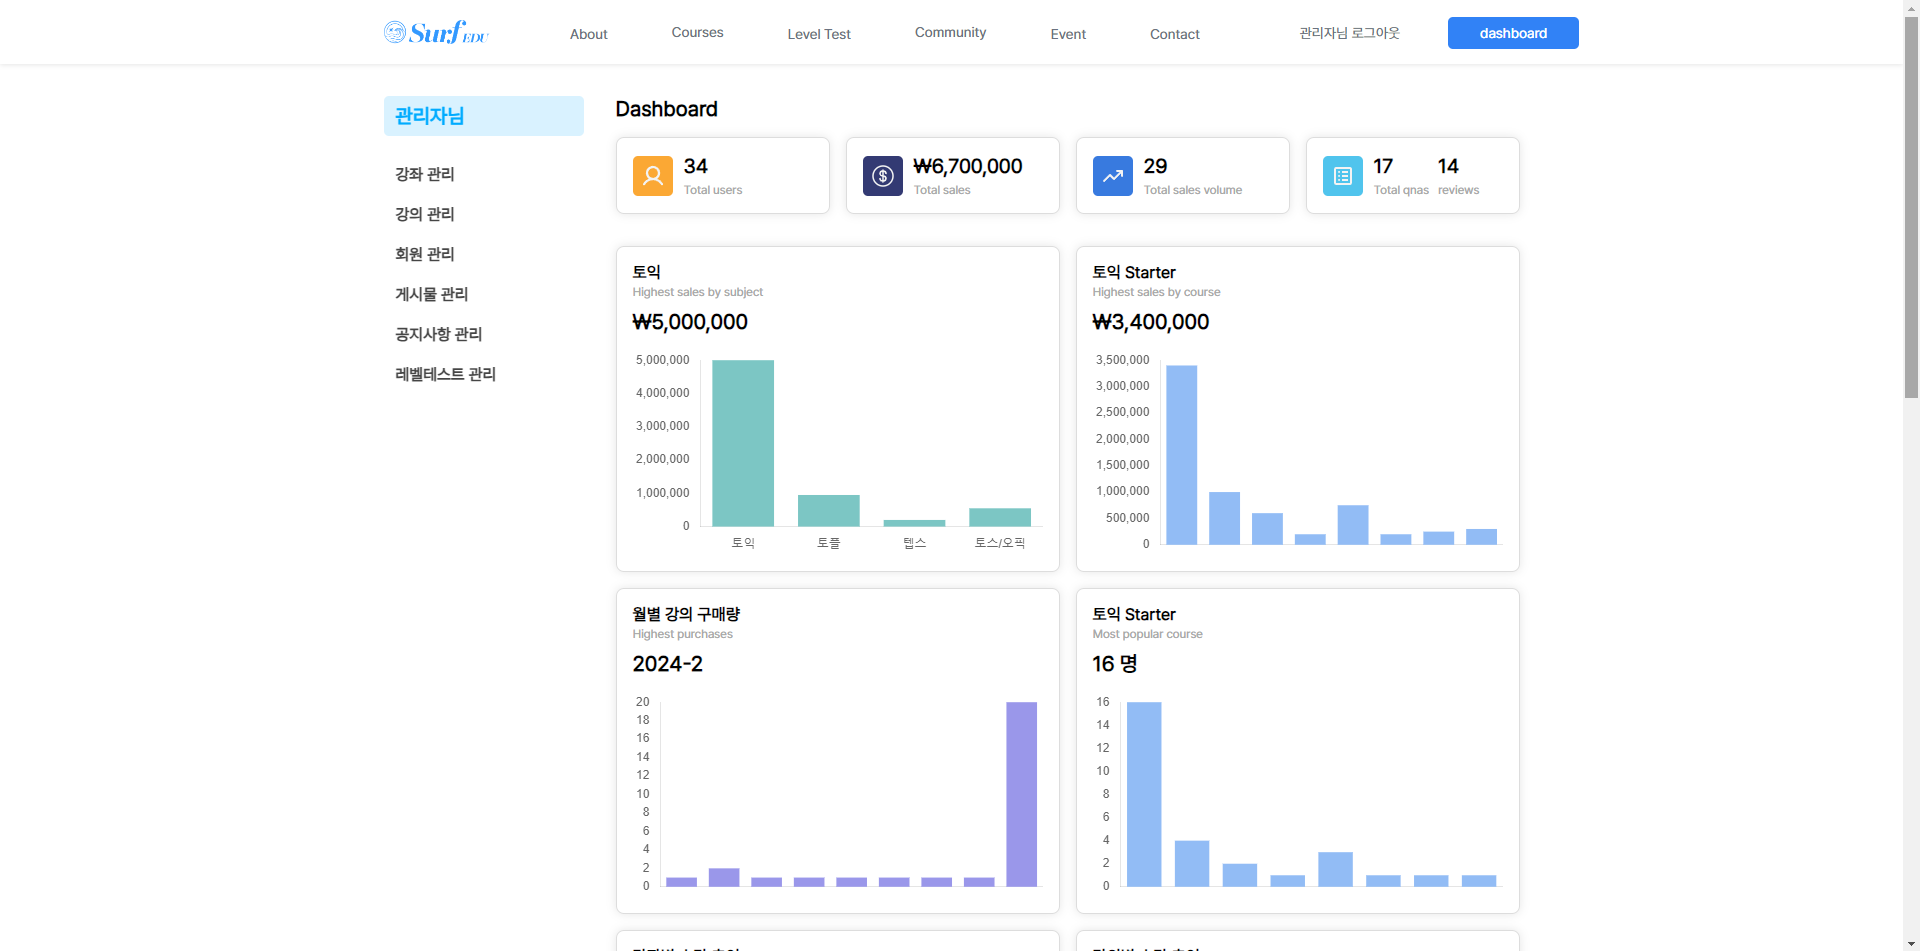 Surf EDU
About
Courses
Level Test
Community
Event
Contact
관리자님 로그아웃
dashboard
관리자님
강좌 관리
강의 관리
회원 관리
게시물 관리
공지사항 관리
레벨테스트 관리
Dashboard
34
Total users
₩6,700,000
Total sales
29
Total sales volume
17 14
Total qnas reviews
토익
Highest sales by subject
₩5,000,000
5,000,000
4,000,000
3,000,000
2,000,000
1,000,000
0
토익 토플 텝스 토스/오픽
토익 Starter
Highest sales by course
₩3,400,000
3,500,000
3,000,000
2,500,000
2,000,000
1,500,000
1,000,000
500,000
0
월별 강의 구매량
Highest purchases
2024-2
20
18
16
14
12
10
8
6
4
2
0
토익 Starter
Most popular course
16 명
16
14
12
10
8
6
4
2
0